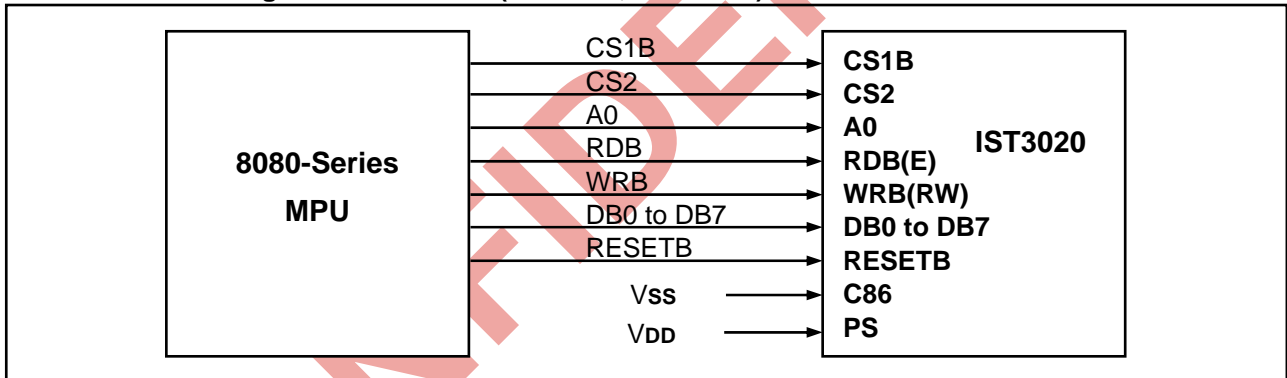 8080-Series
MPU
CS1B
CS2
A0
RDB
WRB
DB0 to DB7
RESETB
VSS
VDD
CS1B
CS2
A0
RDB(E)
WRB(RW)
DB0 to DB7
RESETB
C86
PS
IST3020